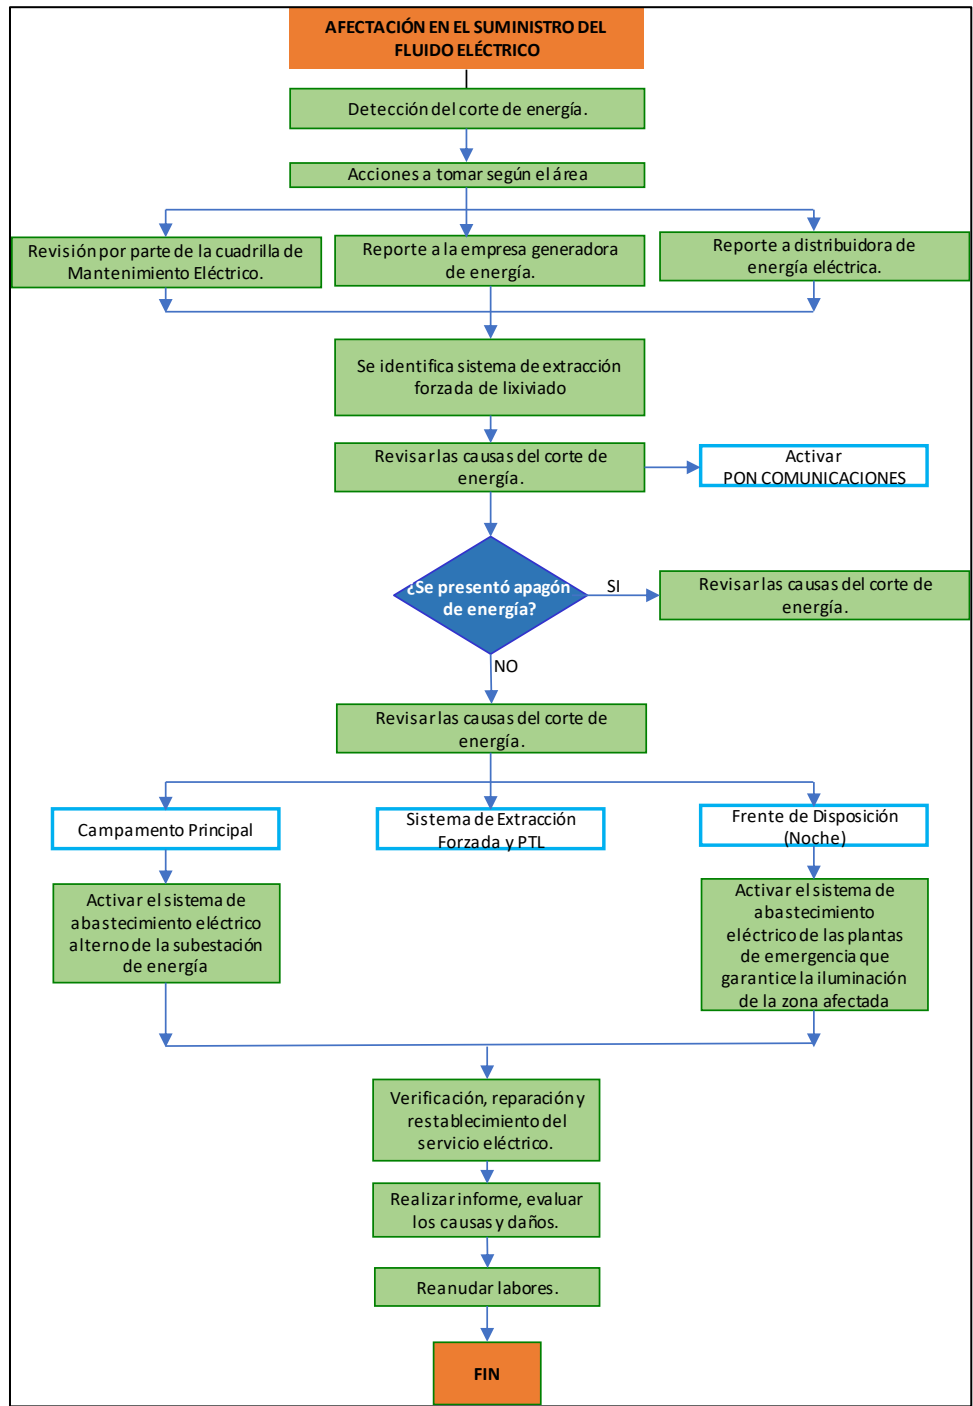 AFECTACIÓN EN EL SUMINISTRO DEL
FLUIDO ELÉCTRICO
Detección del corte de energía.
Acciones a tomar según el área
Revisión por parte de la cuadrilla de
Mantenimiento Eléctrico.
Reporte a la empresa generadora
de energía.
Reporte a distribuidora de
energía eléctrica.
Se identifica sistema de extracción
forzada de lixiviado
Revisar las causas del corte de
energía.
Activar
PON COMUNICACIONES
¿Se presentó apagón
de energía?
SI
Revisar las causas del corte de
energía.
NO
Revisar las causas del corte de
energía.
Campamento Principal
Sistema de Extracción
Forzada y PTL
Frente de Disposición
(Noche)
Activar el sistema de
abastecimiento eléctrico
alterno de la subestación
de energía
Activar el sistema de
abastecimiento
eléctrico de las plantas
de emergencia que
garantice la iluminación
de la zona afectada
Verificación, reparación y
restablecimiento del
servicio eléctrico.
Realizar informe, evaluar
los causas y daños.
Reanudar labores.
FIN